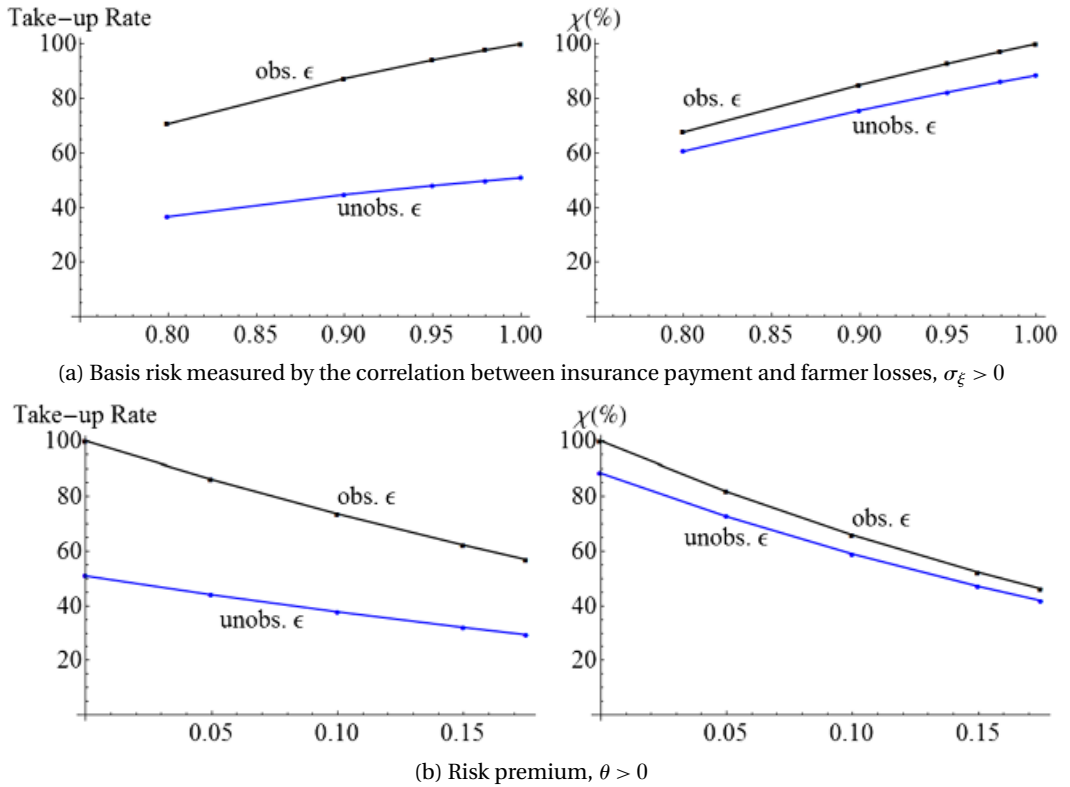 Take−up Rate
100
80
60
40
20
obs. ϵ
unobs. ϵ
0.80 0.85 0.90 0.95 1.00
χ(%)
100
80
60
40
20
obs. ϵ
unobs. ϵ
0.80 0.85 0.90 0.95 1.00
(a) Basis risk measured by the correlation between insurance payment and farmer losses, σ_ξ > 0
Take−up Rate
100
80
60
40
20
obs. ϵ
unobs. ϵ
0.05 0.10 0.15
χ(%)
100
80
60
40
20
obs. ϵ
unobs. ϵ
0.05 0.10 0.15
(b) Risk premium, θ > 0